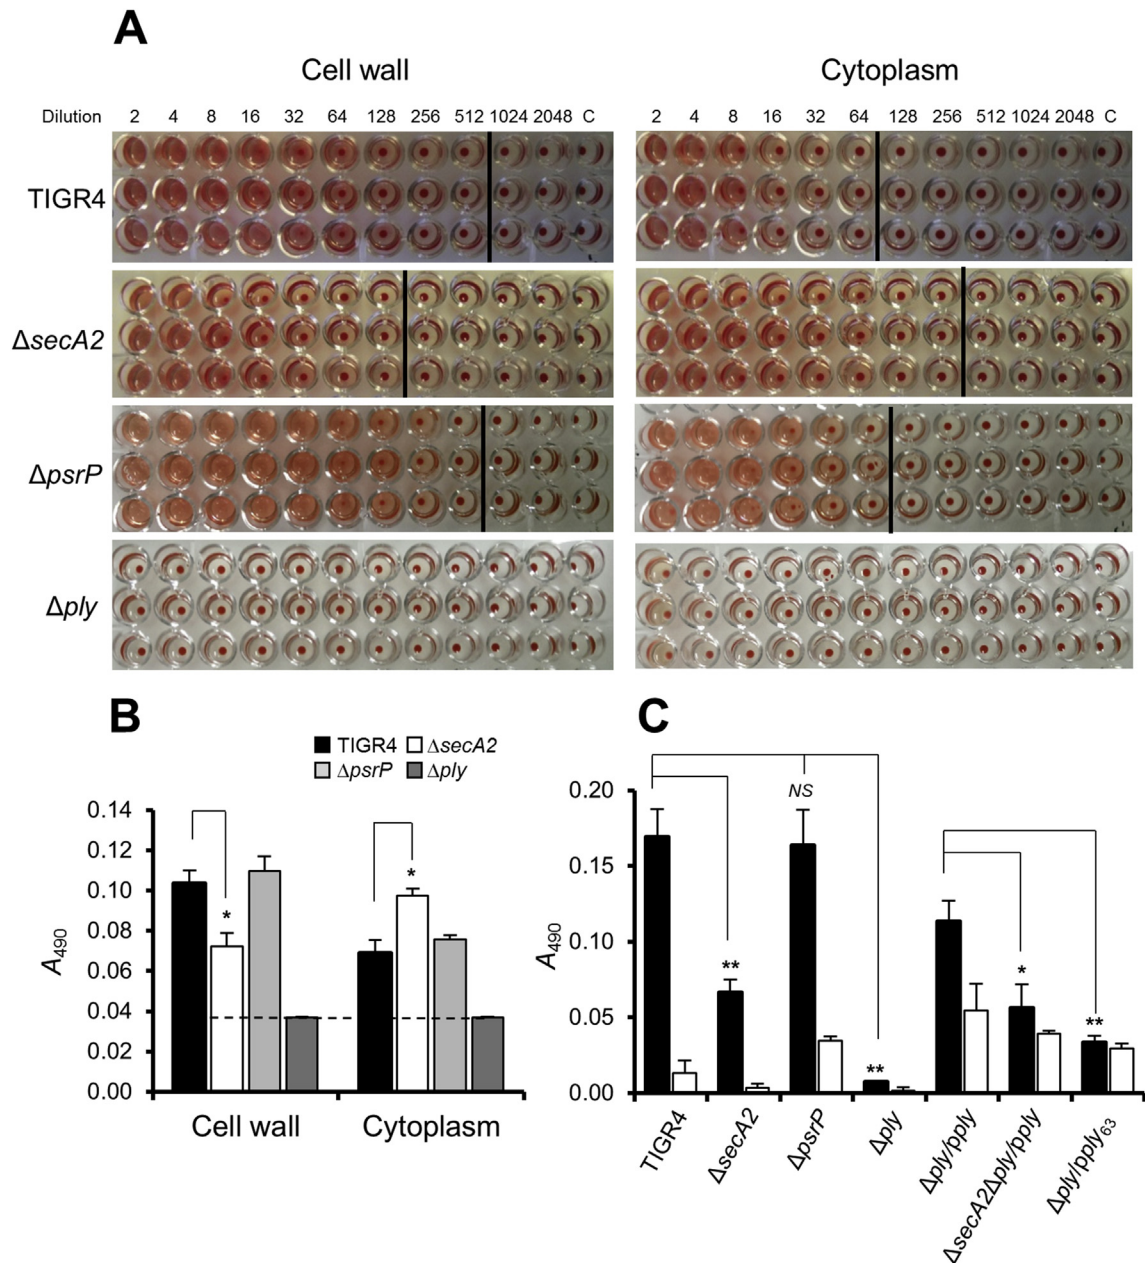 A
Cell wall
Cytoplasm
Dilution 2 4 8 16 32 64 128 256 512 1024 2048 C
2 4 8 16 32 64 128 256 512 1024 2048 C
TIGR4
ΔsecA2
ΔpsrP
Δply
B
TIGR4 ΔsecA2
ΔpsrP Δply
0.14
0.12
0.10
0.08
0.06
0.04
0.02
0.00
A490
*
*
Cell wall
Cytoplasm
C
NS
0.20
0.15
0.10
0.05
0.00
A490
**
**
*
**
TIGR4
ΔsecA2
ΔpsrP
Δply
Δply/pply
ΔsecA2Δply/pply
Δply/pply63